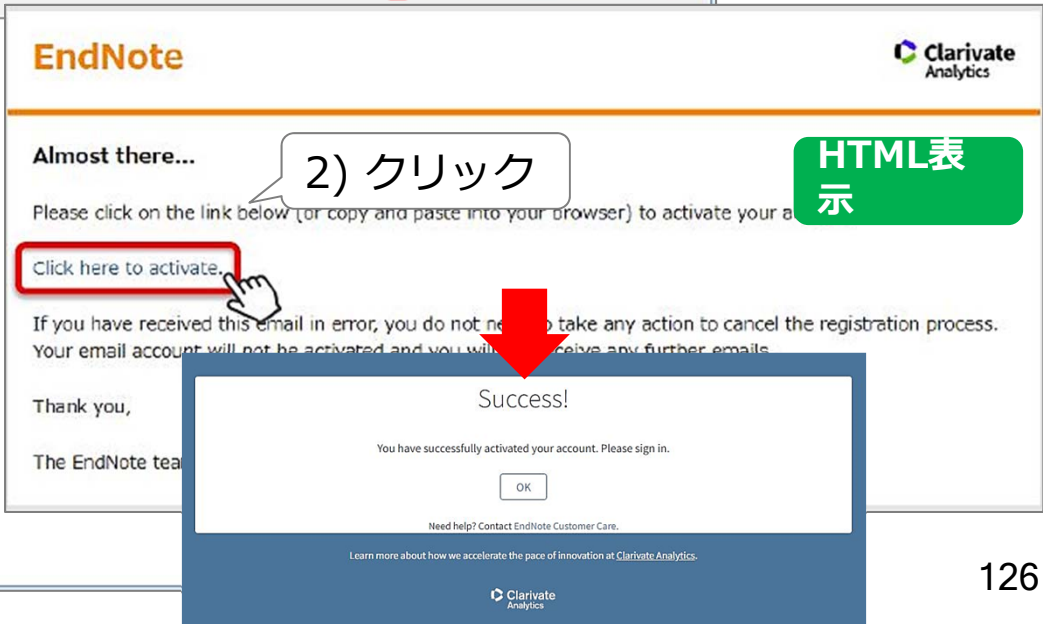 EndNote
Clarivate
Analytics
Almost there...
2) クリック
HTML表
示
Please click on the link below (or copy and paste into your browser) to activate your a
Click here to activate.
If you have received this email in error, you do not ne take any action to cancel the registration process.
Your email account will not be activated and you will ceive any further emails
Thank you,
The EndNote tea
Success!
You have successfully activated your account. Please sign in.
OK
Need help? Contact EndNote Customer Care.
Learn more about how we accelerate the pace of innovation at Clarivate Analytics.
Clarivate
Analytics
126